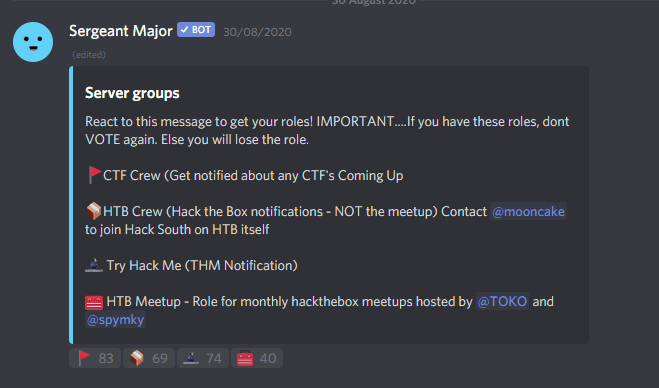 30 August 2020
Sergeant Major ✓ BOT 30/08/2020
(edited)
Server groups
React to this message to get your roles! IMPORTANT....If you have these roles, dont
VOTE again. Else you will lose the role.
CTF Crew (Get notified about any CTF's Coming Up
HTB Crew (Hack the Box notifications - NOT the meetup) Contact @mooncake
to join Hack South on HTB itself
Try Hack Me (THM Notification)
HTB Meetup - Role for monthly hackthebox meetups hosted by @TOKO and
@spymky
83 69 74 40